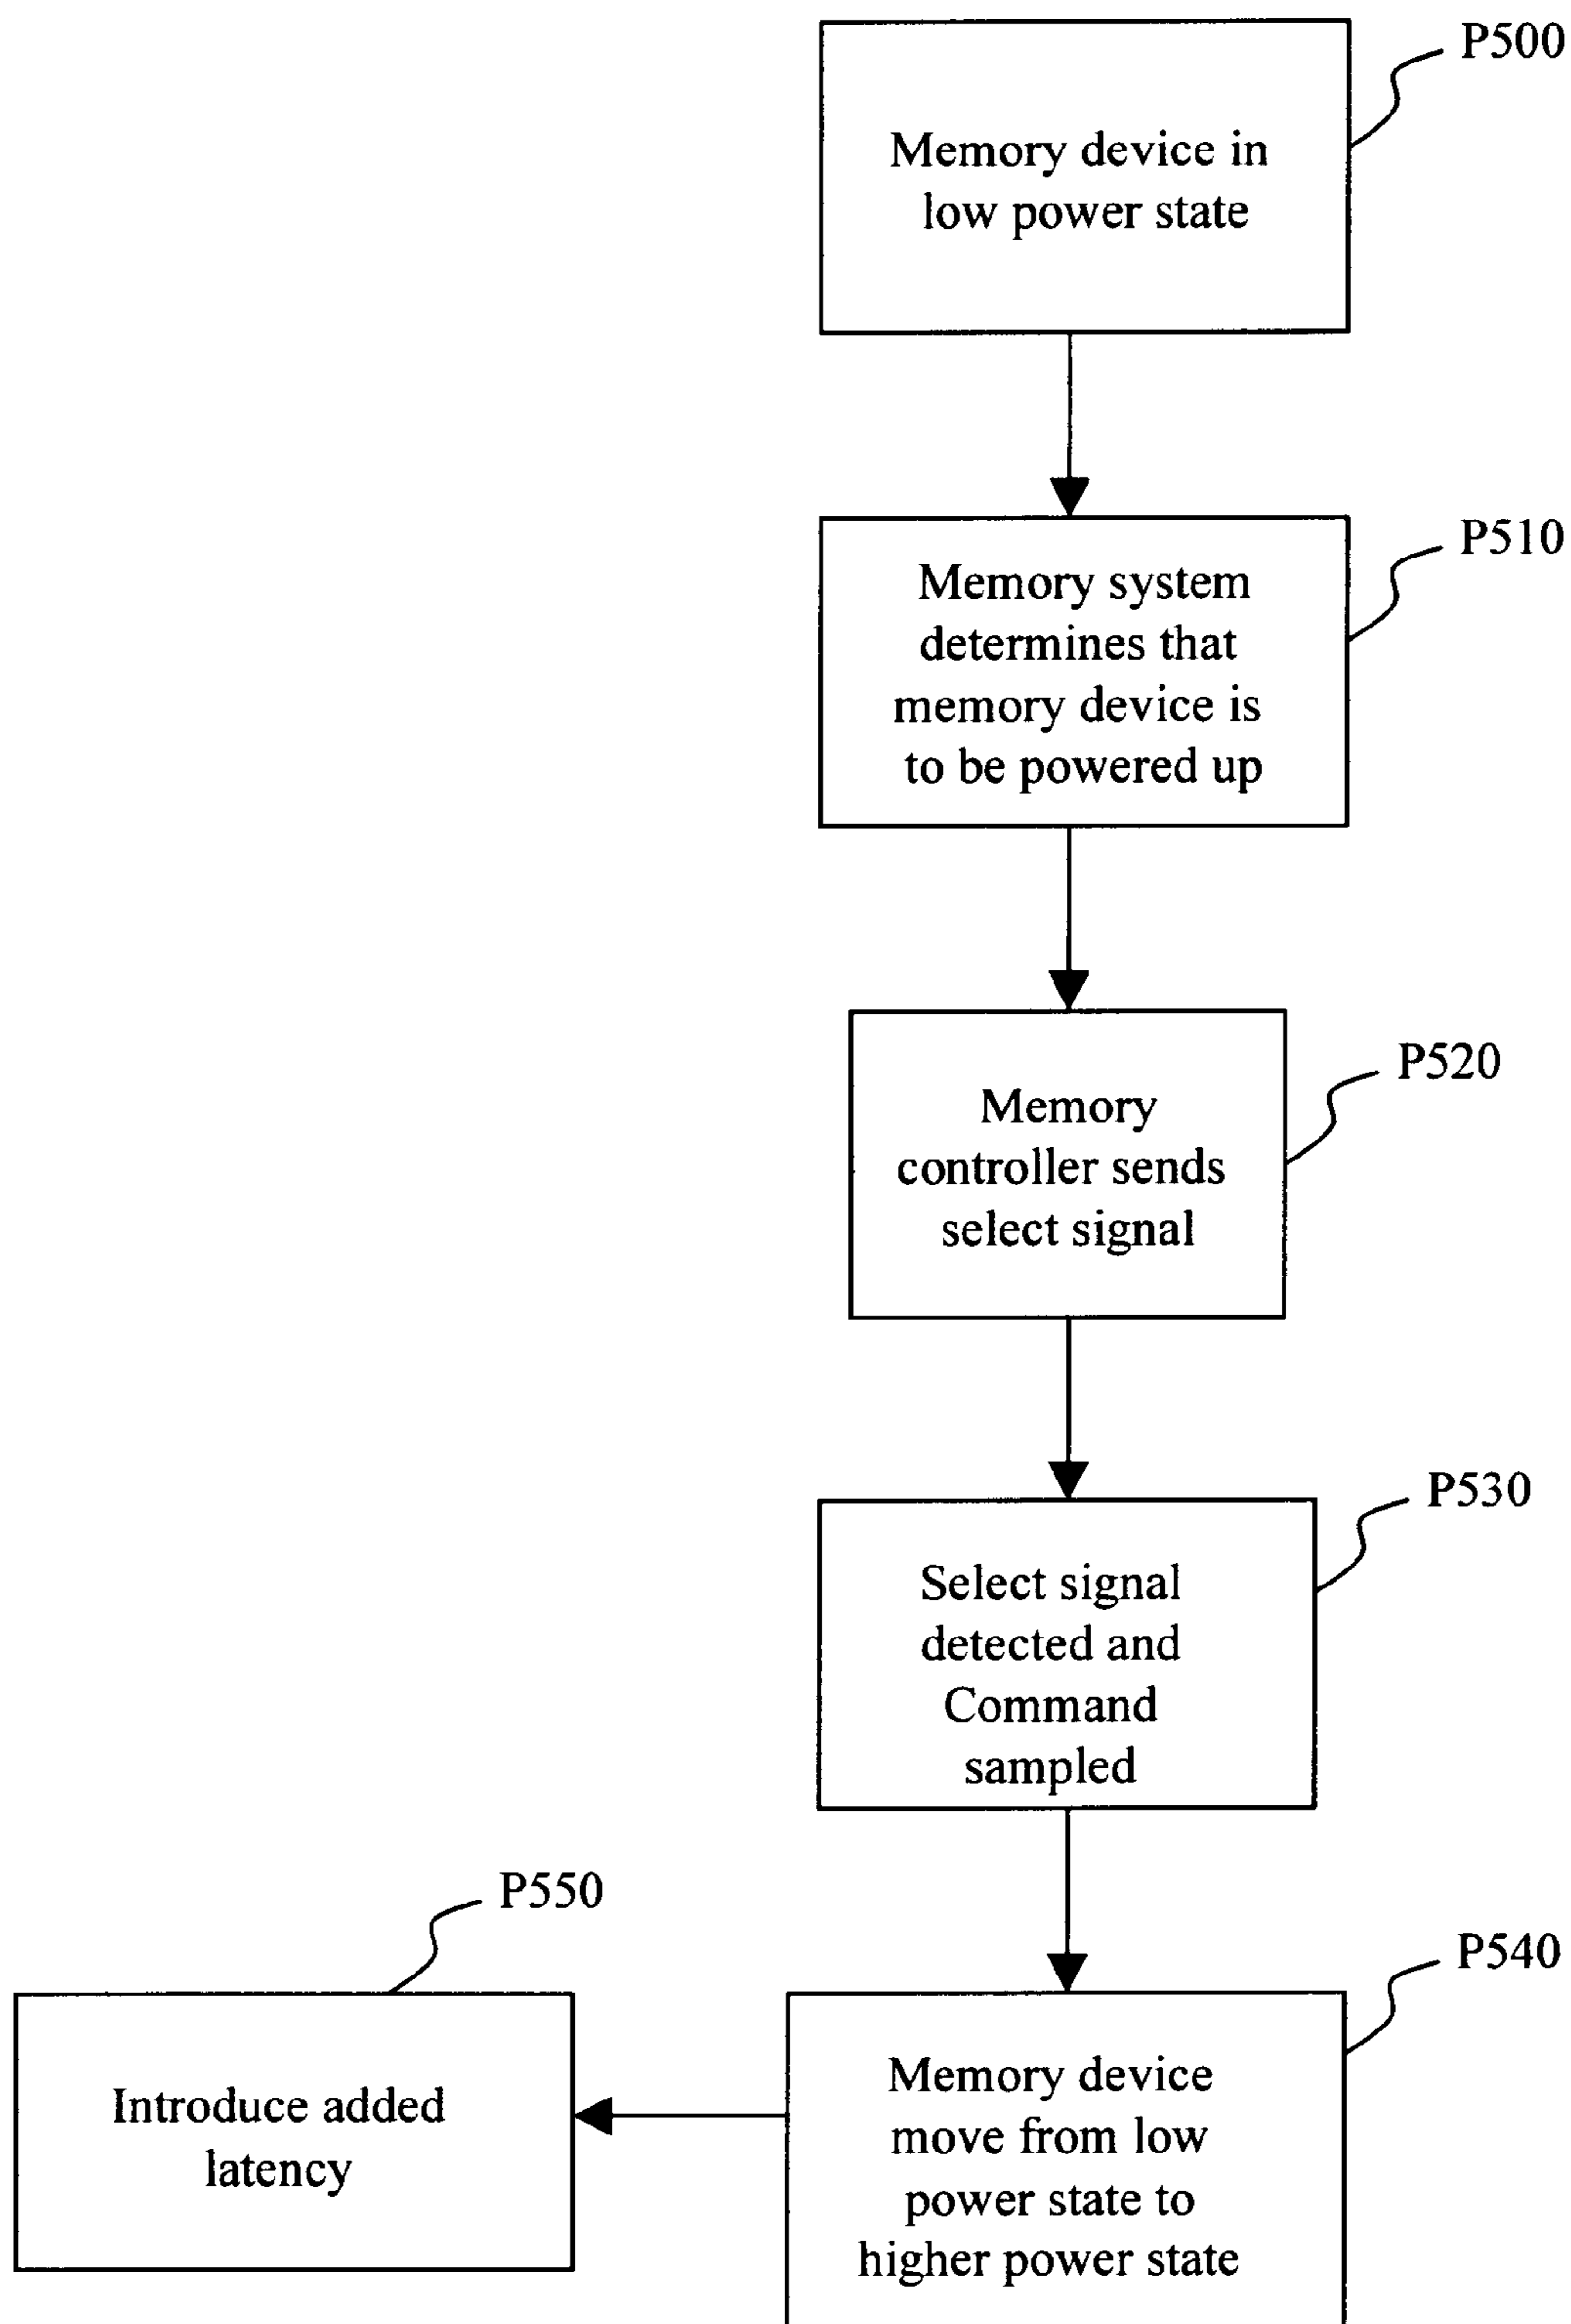 P500
Memory device in
low power state
P510
Memory system
determines that
memory device is
to be powered up
P520
Memory
controller sends
select signal
P530
Select signal
detected and
Command
sampled
P550
Introduce added
latency
P540
Memory device
move from low
power state to
higher power state